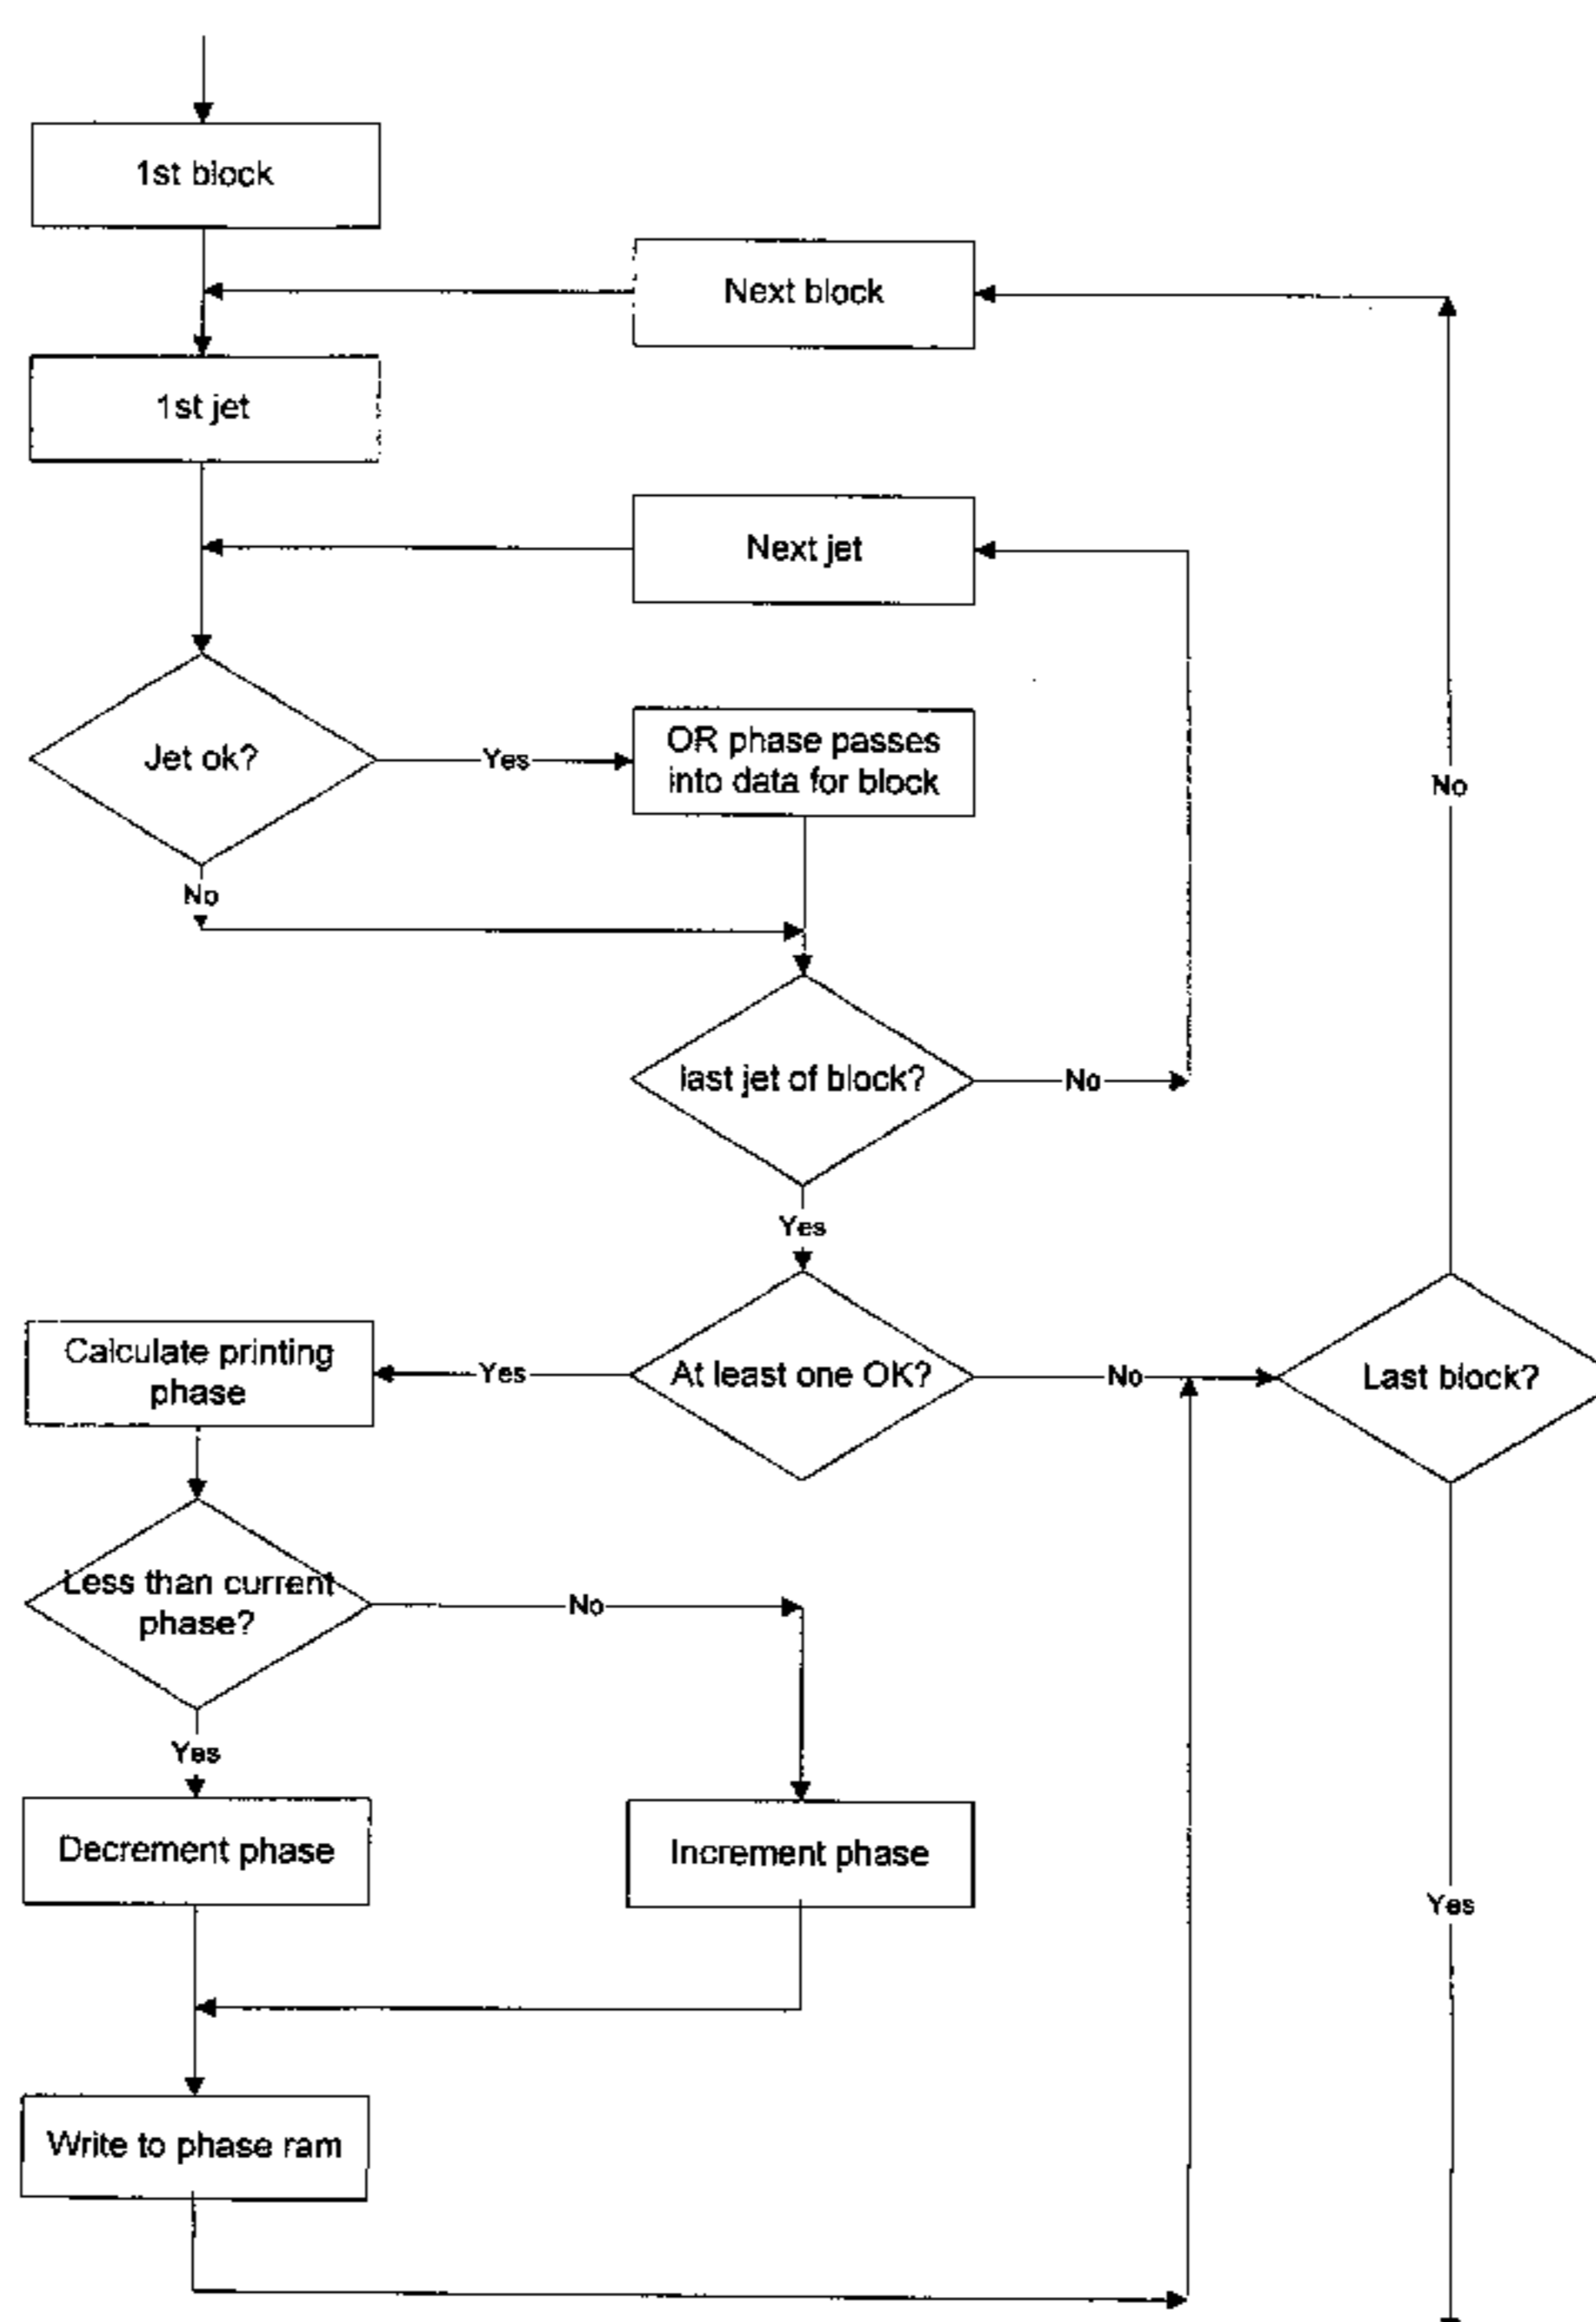 1st block
Next block
1st jet
Next jet
Jet ok?
Yes
OR phase passes
into data for block
No
No
last jet of block?
No
Yes
Calculate printing
phase
Yes
At least one OK?
No
Last block?
Less than current
phase?
No
Yes
Decrement phase
Increment phase
Yes
Write to phase ram